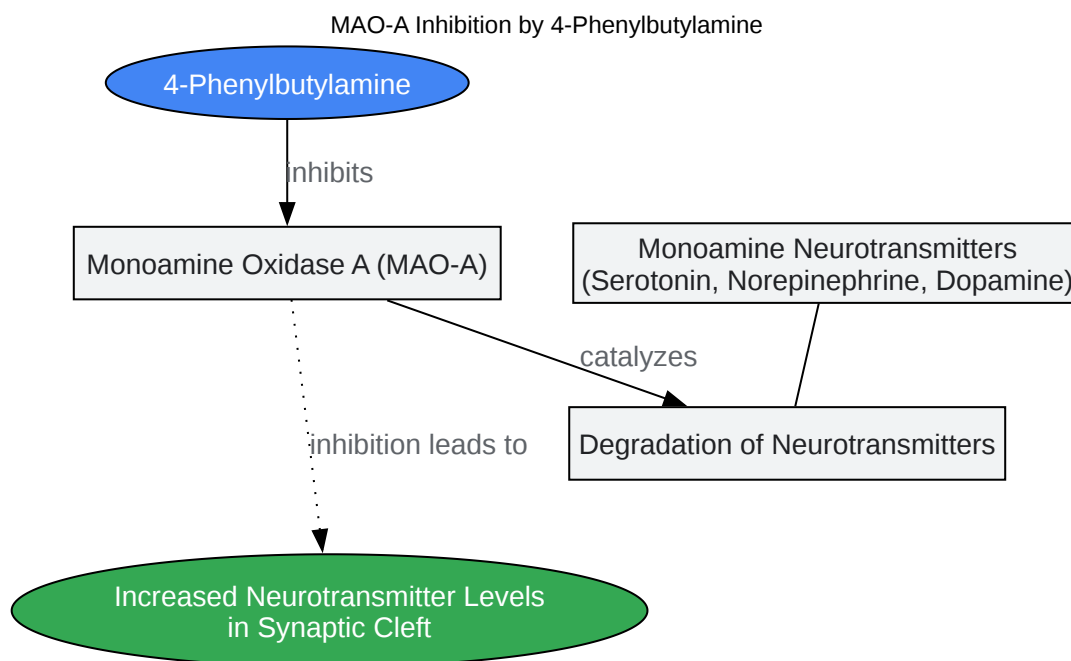 MAO-A Inhibition by 4-Phenylbutylamine
4-Phenylbutylamine
inhibits
Monoamine Oxidase A (MAO-A)
Monoamine Neurotransmitters
(Serotonin, Norepinephrine, Dopamine)
catalyzes
Degradation of Neurotransmitters
inhibition leads to
Increased Neurotransmitter Levels
in Synaptic Cleft